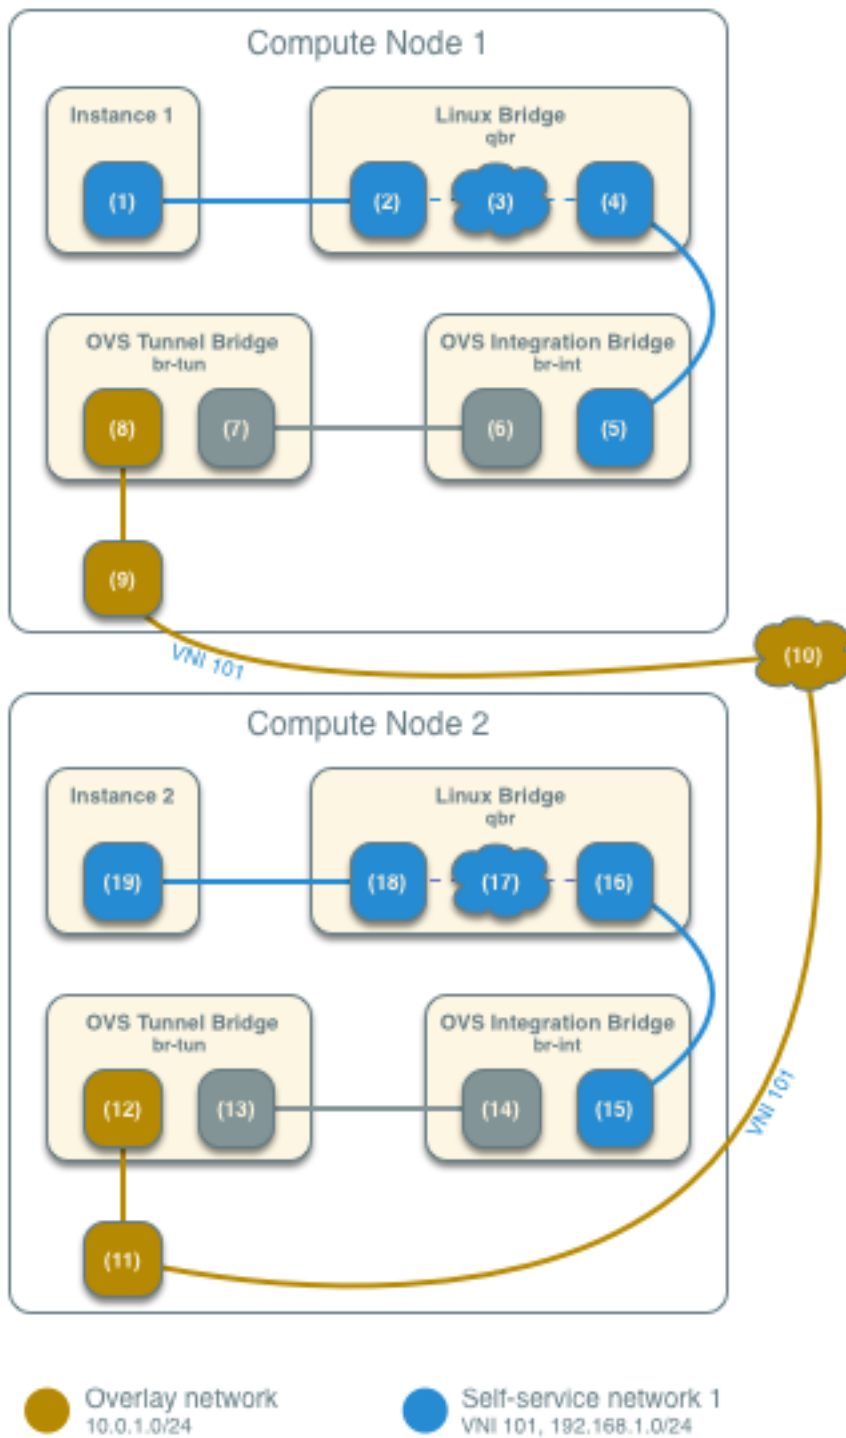 Compute Node 1
Instance 1
Linux Bridge
qbr
(1)
(2)
(3)
(4)
OVS Tunnel Bridge
br-tun
OVS Integration Bridge
br-int
(8)
(7)
(6)
(5)
(9)
VNI 101
(10)
Compute Node 2
Instance 2
Linux Bridge
qbr
(19)
(18)
(17)
(16)
OVS Tunnel Bridge
br-tun
OVS Integration Bridge
br-int
(12)
(13)
(14)
(15)
VNI 101
(11)
Overlay network
10.0.1.0/24
Self-service network 1
VNI 101, 192.168.1.0/24